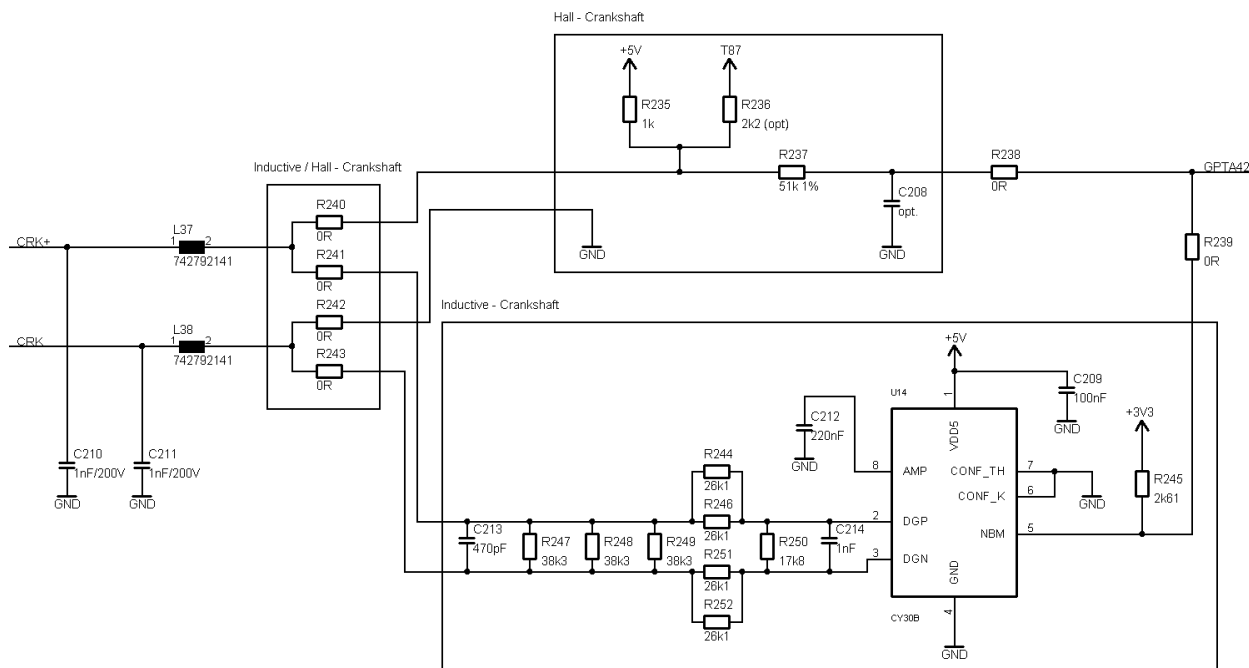 Hall - Crankshaft
+5V
T87
R235
1k
R236
2k2 (opt)
Inductive / Hall - Crankshaft
R237
51k 1%
R238
0R
GPTA42
C208
opt.
GND
GND
R240
0R
CRK+
L37
1
2
742792141
R241
0R
R239
0R
R242
0R
Inductive - Crankshaft
CRK
L38
1
2
742792141
R243
0R
+5V
C209
100nF
GND
U14
1
VDD5
C212
220nF
GND
+3V3
C210
1nF/200V
GND
C211
1nF/200V
GND
R244
26k1
8
AMP
CONF_TH
7
CONF_K
6
GND
R245
2k61
R246
26k1
NBM
5
C213
470pF
R247
38k3
R248
38k3
R249
38k3
R250
17k8
C214
1nF
2
DGP
3
DGN
R251
26k1
R252
26k1
GND
4
CY30B
GND